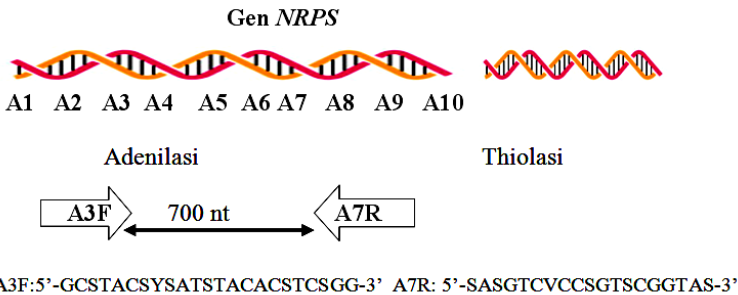 Gen NRPS
A1 A2 A3 A4 A5 A6 A7 A8 A9 A10
Adenilasi Thiolasi
A3F 700 nt A7R
A3F:5’-GCSTACSYSATSTACACSTCSGG-3’ A7R: 5’-SASGTCVCCSGTSCGGTAS-3’